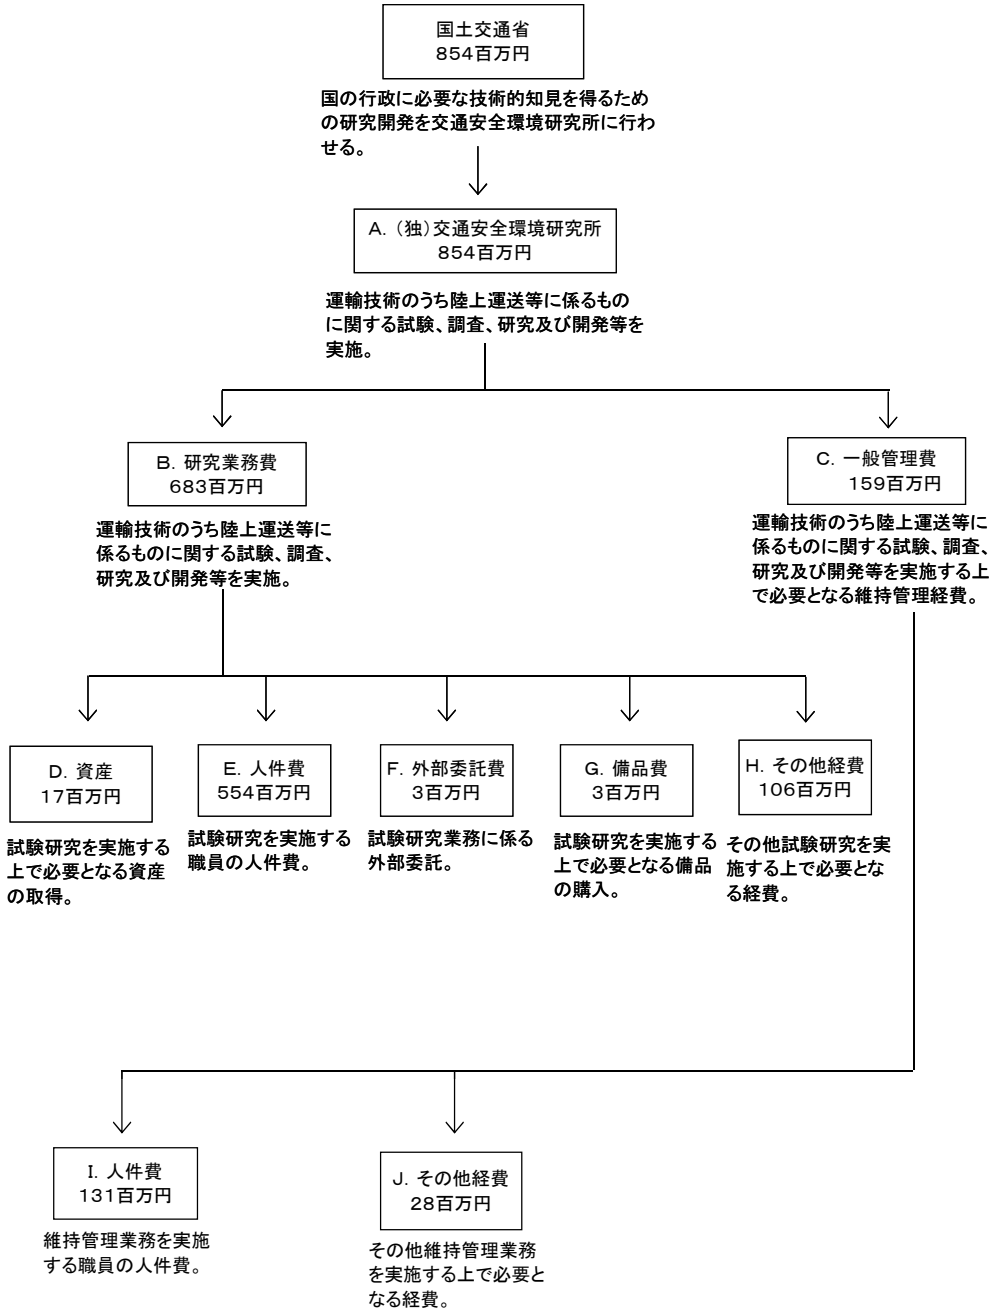 国土交通省
854百万円
国の行政に必要な技術的知見を得るため
の研究開発を交通安全環境研究所に行わ
せる。
A. （独）交通安全環境研究所
854百万円
運輸技術のうち陸上運送等に係るもの
に関する試験、調査、研究及び開発等を
実施。
B. 研究業務費
683百万円
運輸技術のうち陸上運送等に
係るものに関する試験、調査、
研究及び開発等を実施。
C. 一般管理費
159百万円
運輸技術のうち陸上運送等に
係るものに関する試験、調査、
研究及び開発等を実施する上
で必要となる維持管理経費。
D. 資産
17百万円
試験研究を実施する
上で必要となる資産
の取得。
E. 人件費
554百万円
試験研究を実施する
職員の人件費。
F. 外部委託費
3百万円
試験研究業務に係る
外部委託。
G. 備品費
3百万円
試験研究を実施する
上で必要となる備品
の購入。
H. その他経費
106百万円
その他試験研究を実
施する上で必要とな
る経費。
I. 人件費
131百万円
維持管理業務を実施
する職員の人件費。
J. その他経費
28百万円
その他維持管理業務
を実施する上で必要と
なる経費。